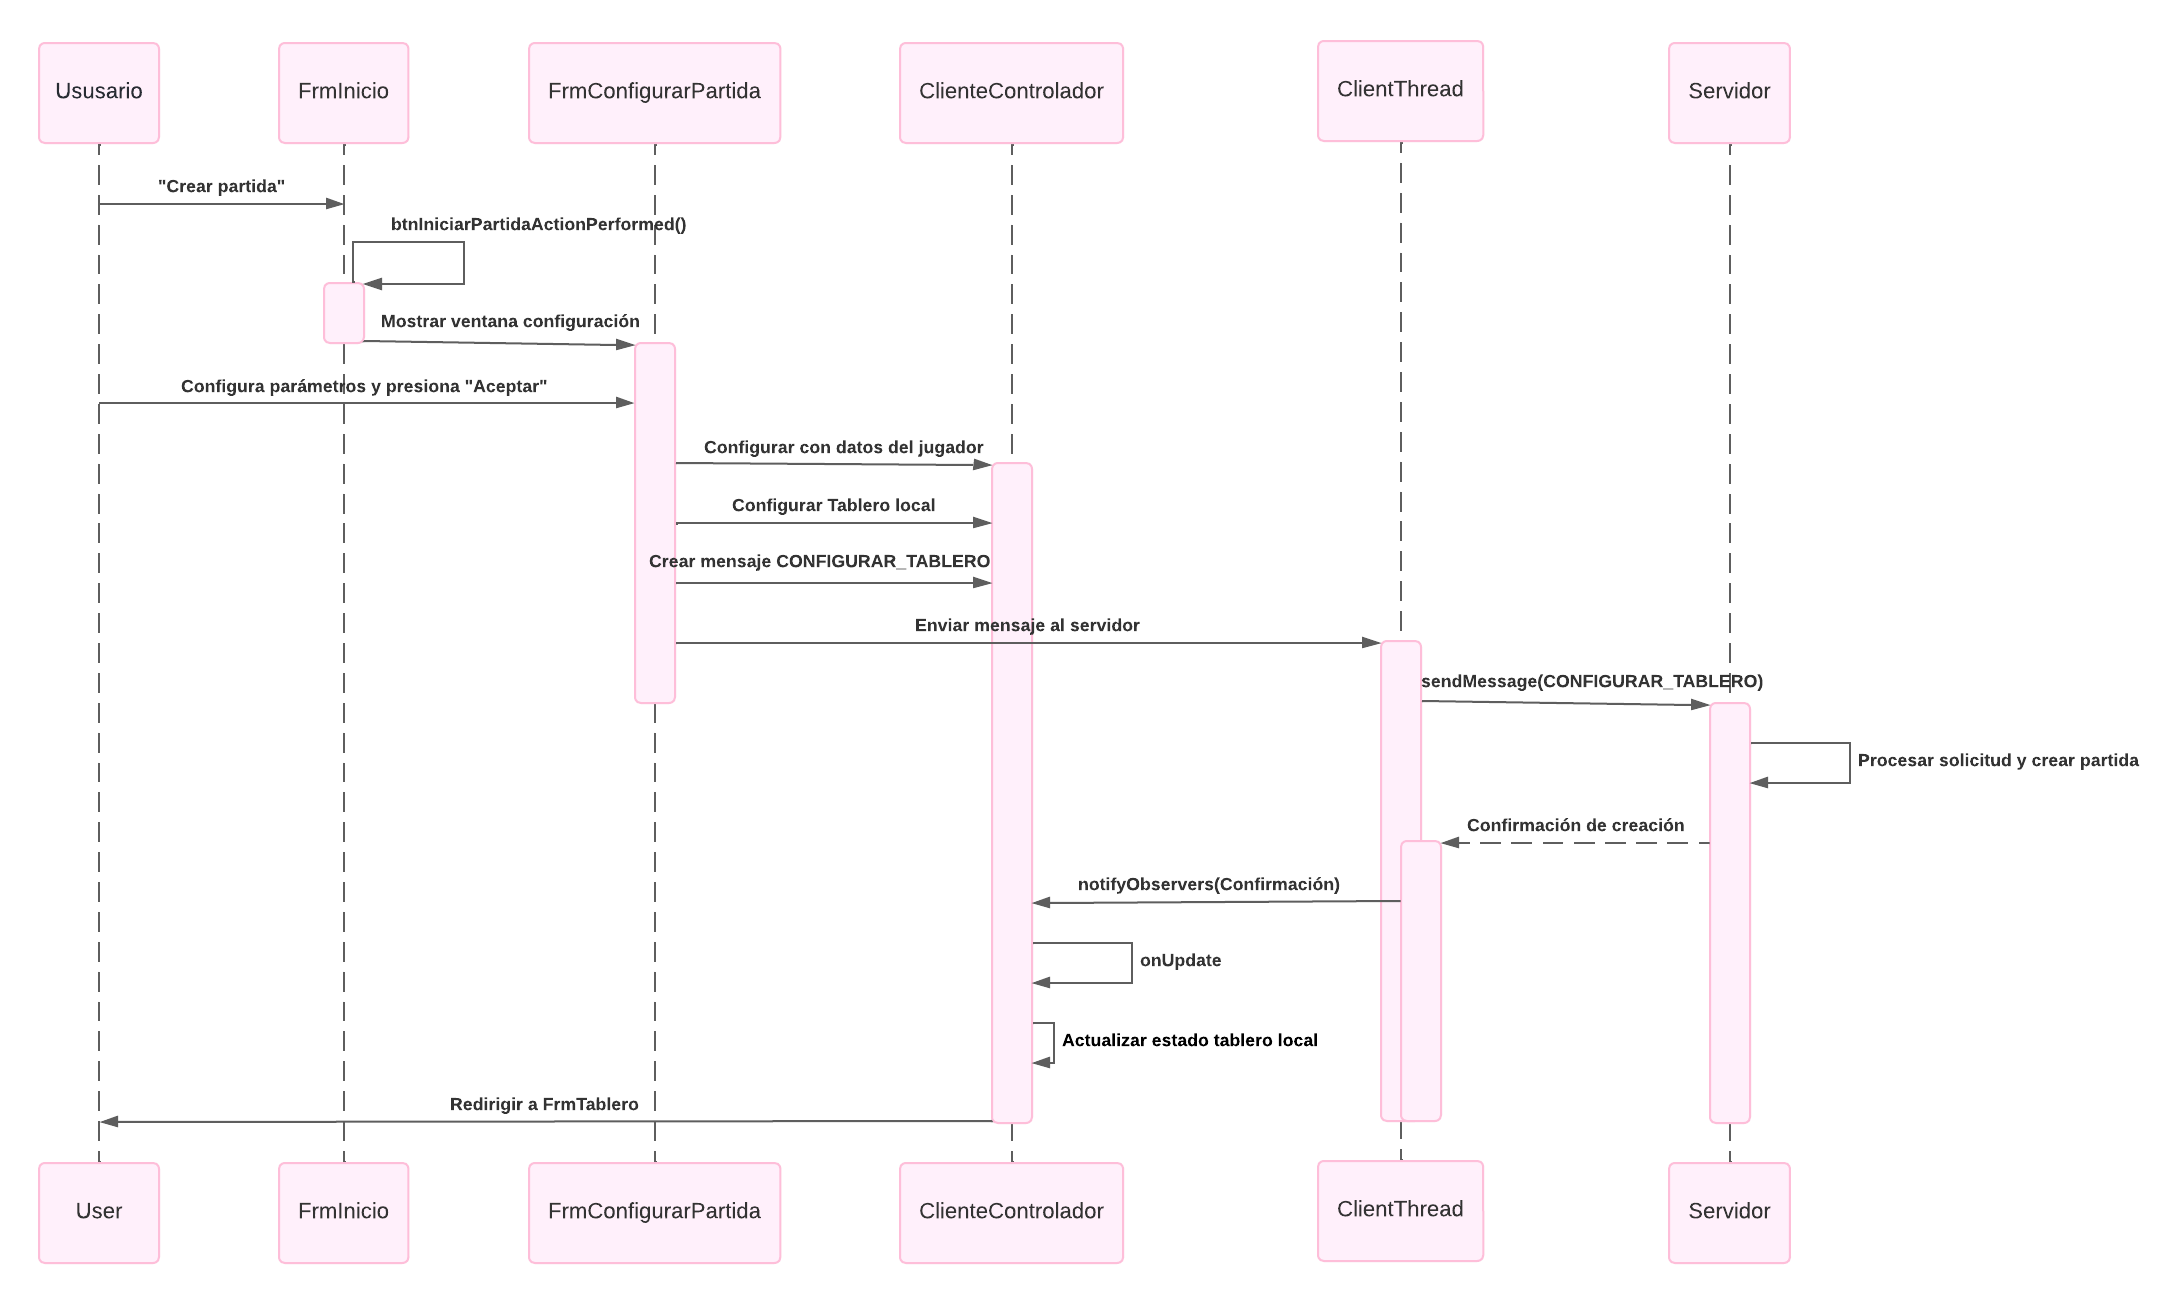 Ususario
FrmInicio
FrmConfigurarPartida
ClienteControlador
ClientThread
Servidor
"Crear partida"
btnIniciarPartidaActionPerformed()
Mostrar ventana configuración
Configura parámetros y presiona "Aceptar"
Configurar con datos del jugador
Configurar Tablero local
Crear mensaje CONFIGURAR_TABLERO
Enviar mensaje al servidor
sendMessage(CONFIGURAR_TABLERO)
Procesar solicitud y crear partida
Confirmación de creación
notifyObservers(Confirmación)
onUpdate
Actualizar estado tablero local
Redirigir a FrmTablero
User
FrmInicio
FrmConfigurarPartida
ClienteControlador
ClientThread
Servidor